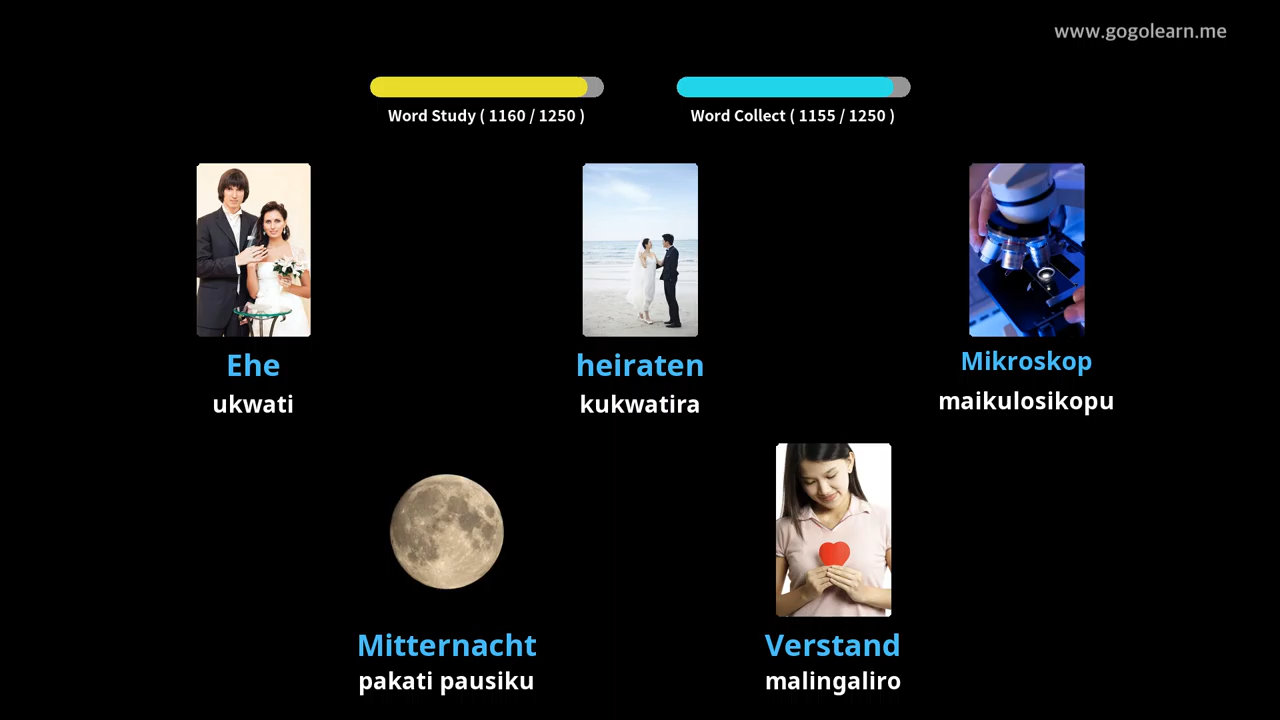 www.gogolearn.me
Word Study ( 1160 / 1250 )
Word Collect ( 1155 / 1250 )
Ehe
ukwati
heiraten
kukwatira
Mikroskop
maikulosikopu
Mitternacht
pakati pausiku
Verstand
malingaliro